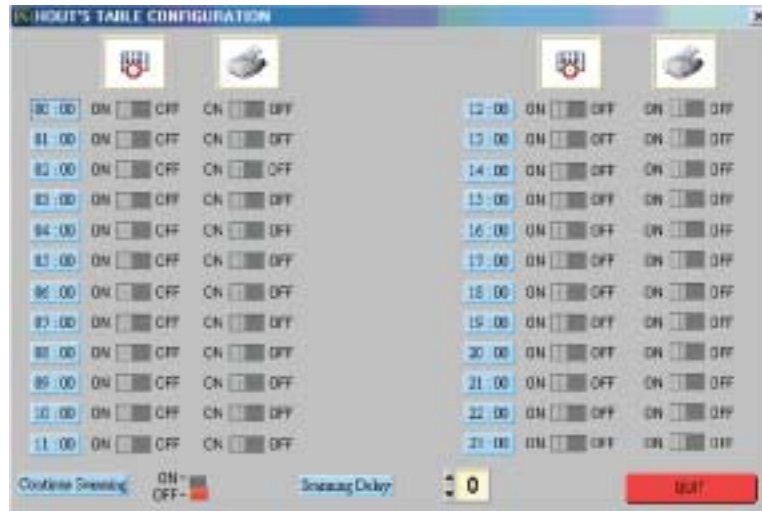 HOUT'S TABLE CONFIGURATION
00 :00 ON OFF ON OFF 12 :00 ON OFF ON OFF
01 :00 ON OFF ON OFF 13 :00 ON OFF ON OFF
02 :00 ON OFF ON OFF 14 :00 ON OFF ON OFF
03 :00 ON OFF ON OFF 15 :00 ON OFF ON OFF
04 :00 ON OFF ON OFF 16 :00 ON OFF ON OFF
05 :00 ON OFF ON OFF 17 :00 ON OFF ON OFF
06 :00 ON OFF ON OFF 18 :00 ON OFF ON OFF
07 :00 ON OFF ON OFF 19 :00 ON OFF ON OFF
08 :00 ON OFF ON OFF 20 :00 ON OFF ON OFF
09 :00 ON OFF ON OFF 21 :00 ON OFF ON OFF
10 :00 ON OFF ON OFF 22 :00 ON OFF ON OFF
11 :00 ON OFF ON OFF 23 :00 ON OFF ON OFF
Continue Scanning ON- OFF- Scanning Delay 0 QUIT